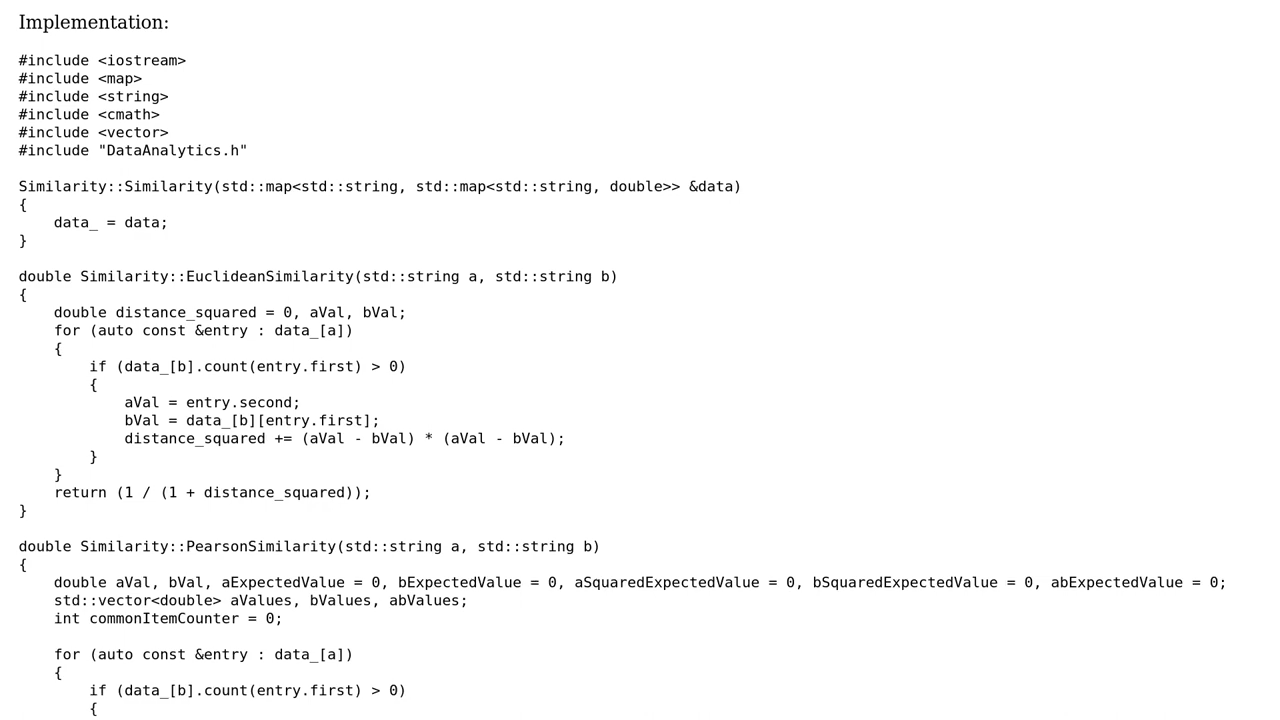 Implementation:
#include <iostream>
#include <map>
#include <string>
#include <cmath>
#include <vector>
#include "DataAnalytics.h"
Similarity::Similarity(std::map<std::string, std::map<std::string, double>> &data)
{
    data_ = data;
}
double Similarity::EuclideanSimilarity(std::string a, std::string b)
{
    double distance_squared = 0, aVal, bVal;
    for (auto const &entry : data_[a])
    {
        if (data_[b].count(entry.first) > 0)
        {
            aVal = entry.second;
            bVal = data_[b][entry.first];
            distance_squared += (aVal - bVal) * (aVal - bVal);
        }
    }
    return (1 / (1 + distance_squared));
}
double Similarity::PearsonSimilarity(std::string a, std::string b)
{
    double aVal, bVal, aExpectedValue = 0, bExpectedValue = 0, aSquaredExpectedValue = 0, bSquaredExpectedValue = 0, abExpectedValue = 0;
    std::vector<double> aValues, bValues, abValues;
    int commonItemCounter = 0;
    for (auto const &entry : data_[a])
    {
        if (data_[b].count(entry.first) > 0)
        {